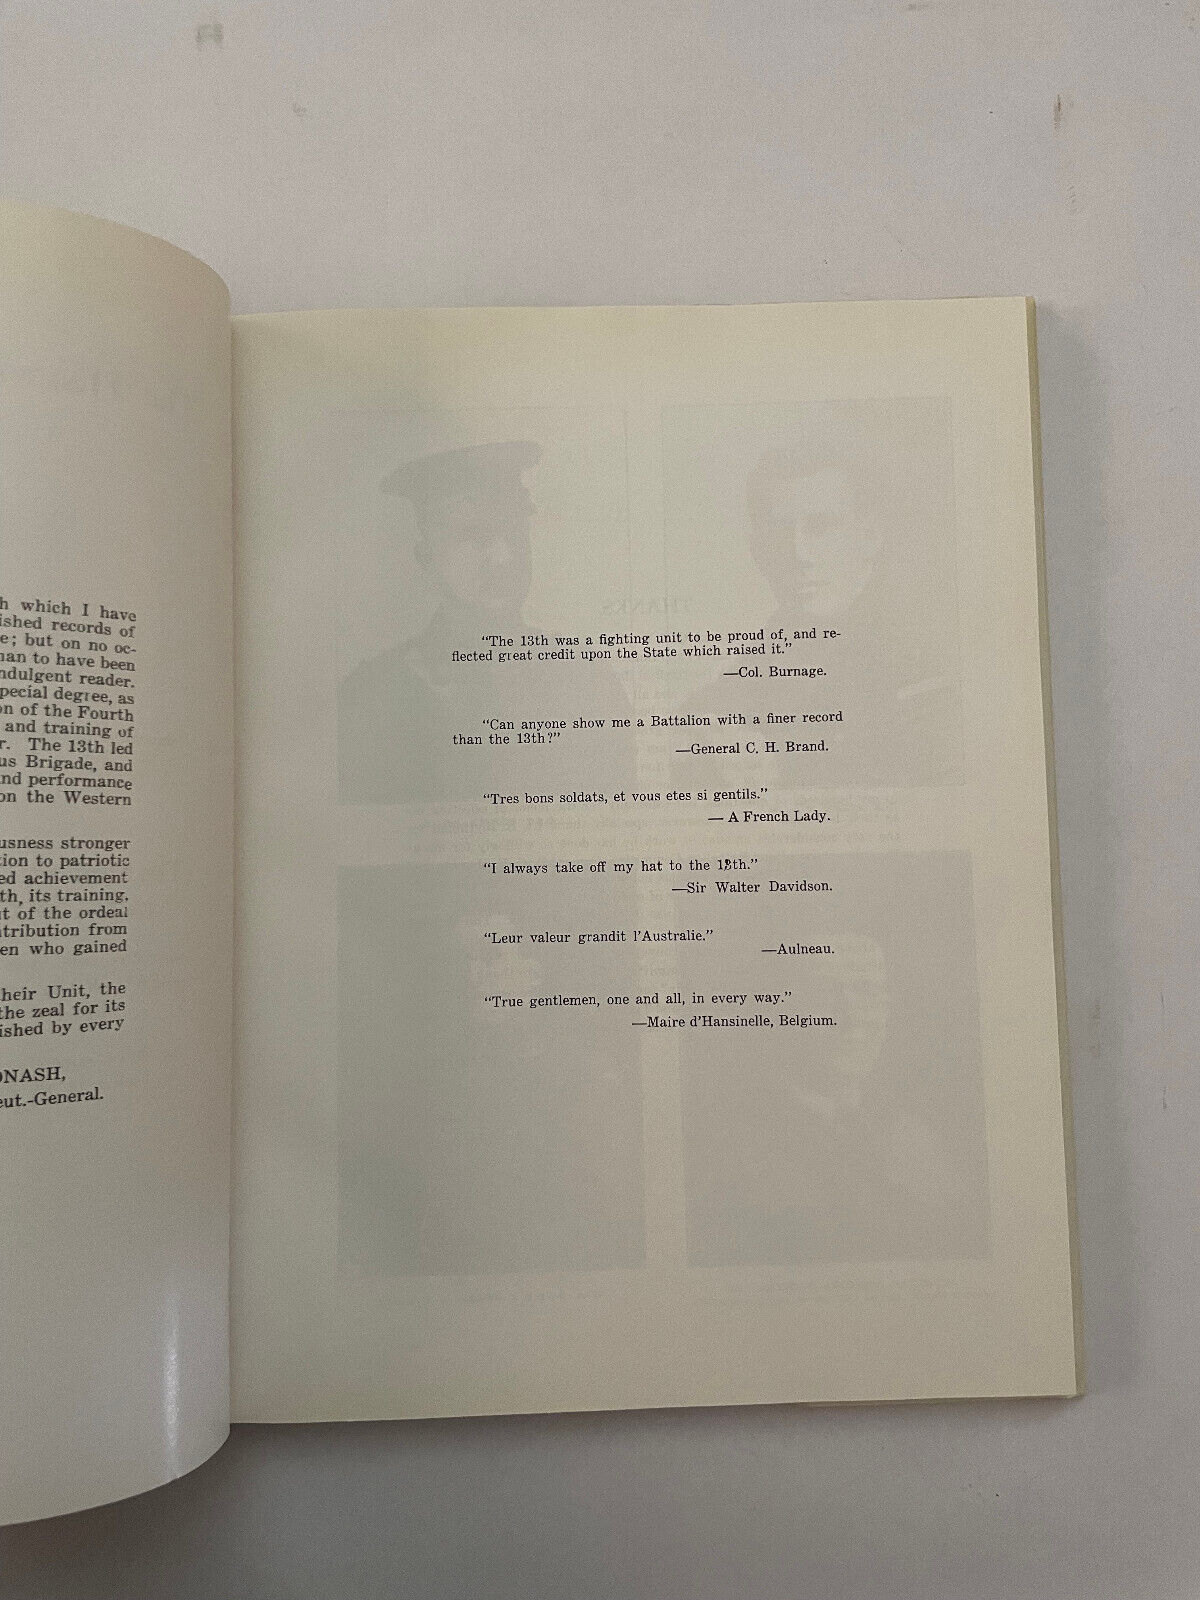 h which I have
ished records of
e; but on no oc-
nan to have been
ndulgent reader.
pecial degree, as
on of the Fourth
and training of
r. The 13th led
us Brigade, and
nd performance
on the Western
usness stronger
tion to patriotic
ed achievement
th, its training,
t of the ordeal
tribution from
en who gained
heir Unit, the
the zeal for its
ished by every
ONASH,
eut.-General.
THANKS
"The 13th was a fighting unit to be proud of, and re-
flected great credit upon the State which raised it."
—Col. Burnage.
"Can anyone show me a Battalion with a finer record
than the 13th?"
—General C. H. Brand.
"Tres bons soldats, et vous etes si gentils."
— A French Lady.
"I always take off my hat to the 13th."
—Sir Walter Davidson.
"Leur valeur grandit l'Australie."
—Aulneau.
"True gentlemen, one and all, in every way."
—Maire d'Hansinelle, Belgium.